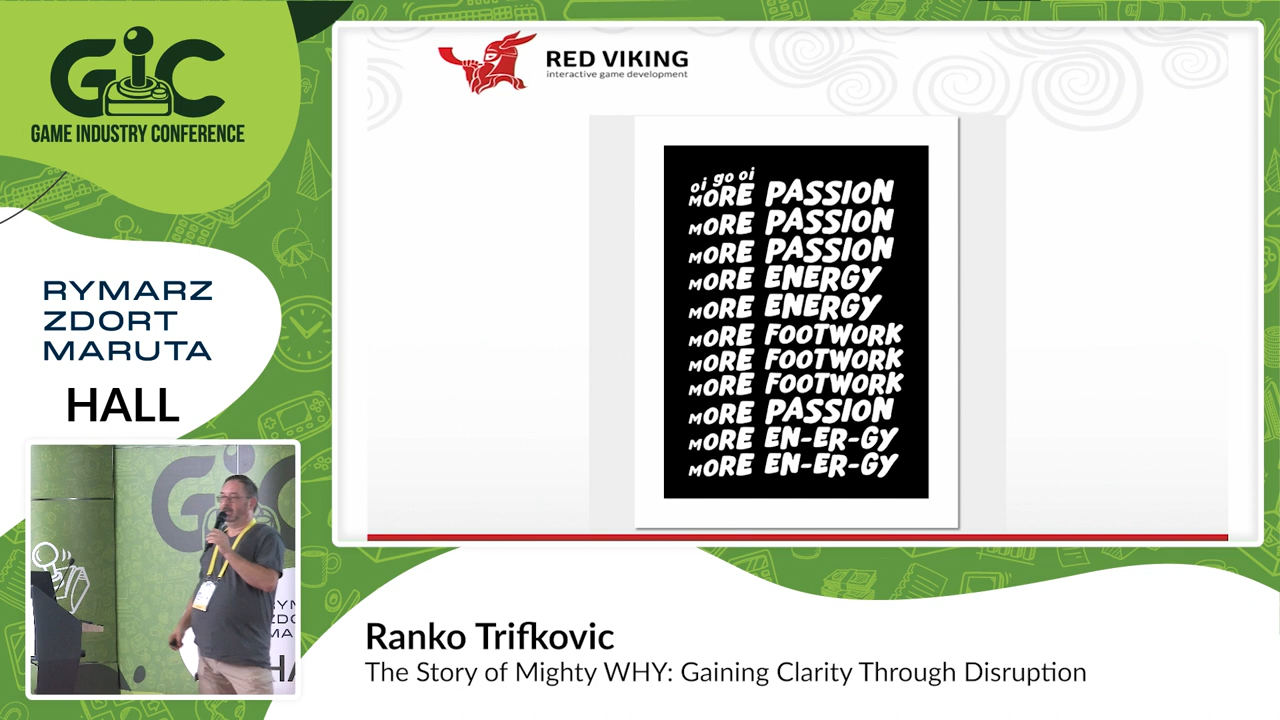 GIC
GAME INDUSTRY CONFERENCE
RYMARZ
ZDORT
MARUTA
HALL
RED VIKING
interactive game development
oi go oi
MORE PASSION
MORE PASSION
MORE PASSION
MORE ENERGY
MORE ENERGY
MORE FOOTWORK
MORE FOOTWORK
MORE FOOTWORK
MORE PASSION
MORE EN-ER-GY
MORE EN-ER-GY
Ranko Trifkovic
The Story of Mighty WHY: Gaining Clarity Through Disruption